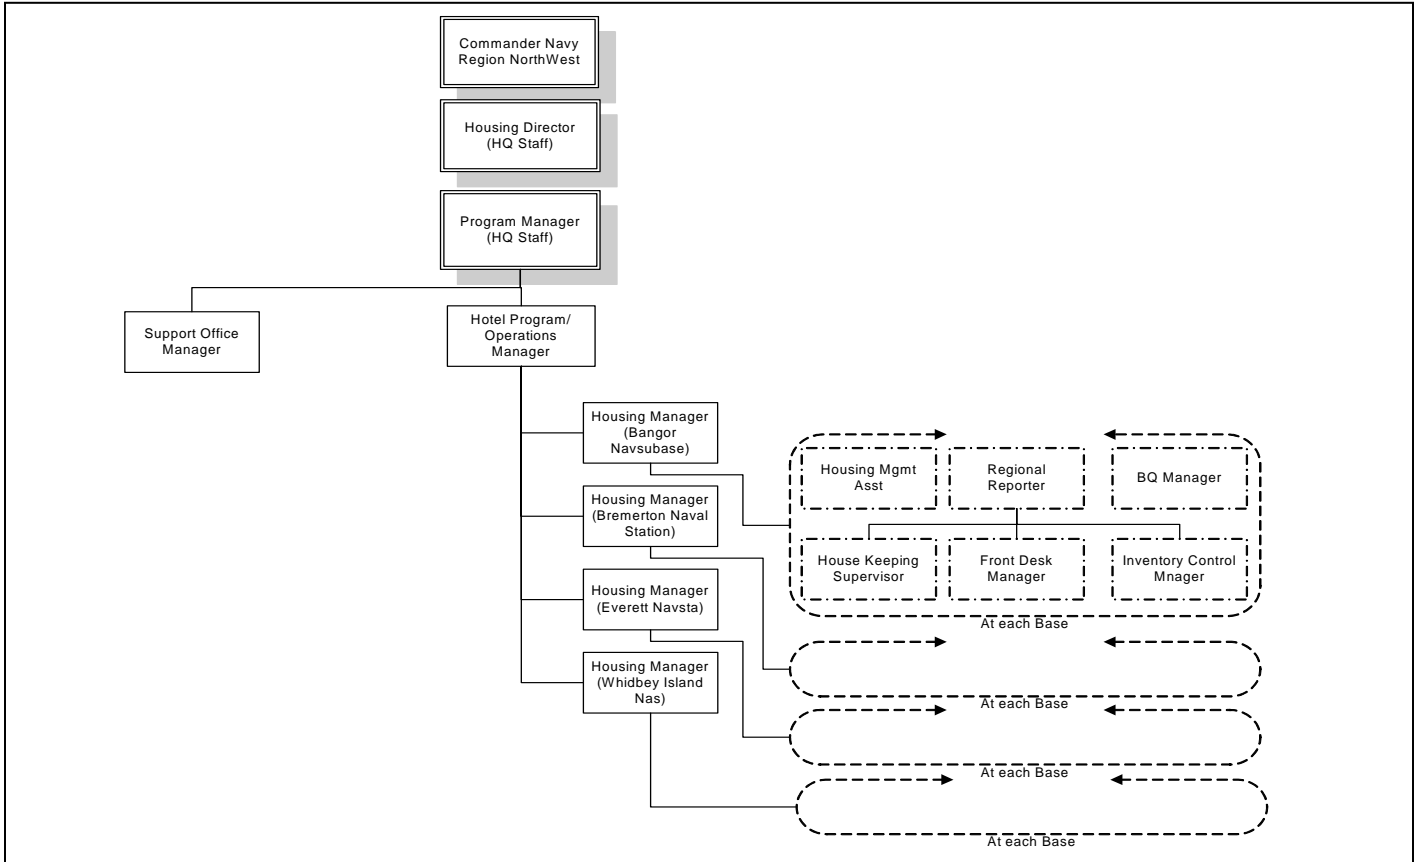 Commander Navy
Region NorthWest
Housing Director
(HQ Staff)
Program Manager
(HQ Staff)
Support Office
Manager
Hotel Program/
Operations
Manager
Housing Manager
(Bangor
Navsubase)
Housing Manager
(Bremerton Naval
Station)
Housing Manager
(Everett Navsta)
Housing Manager
(Whidbey Island
Nas)
Housing Mgmt
Asst
Regional
Reporter
BQ Manager
House Keeping
Supervisor
Front Desk
Manager
Inventory Control
Mnager
At each Base
At each Base
At each Base
At each Base